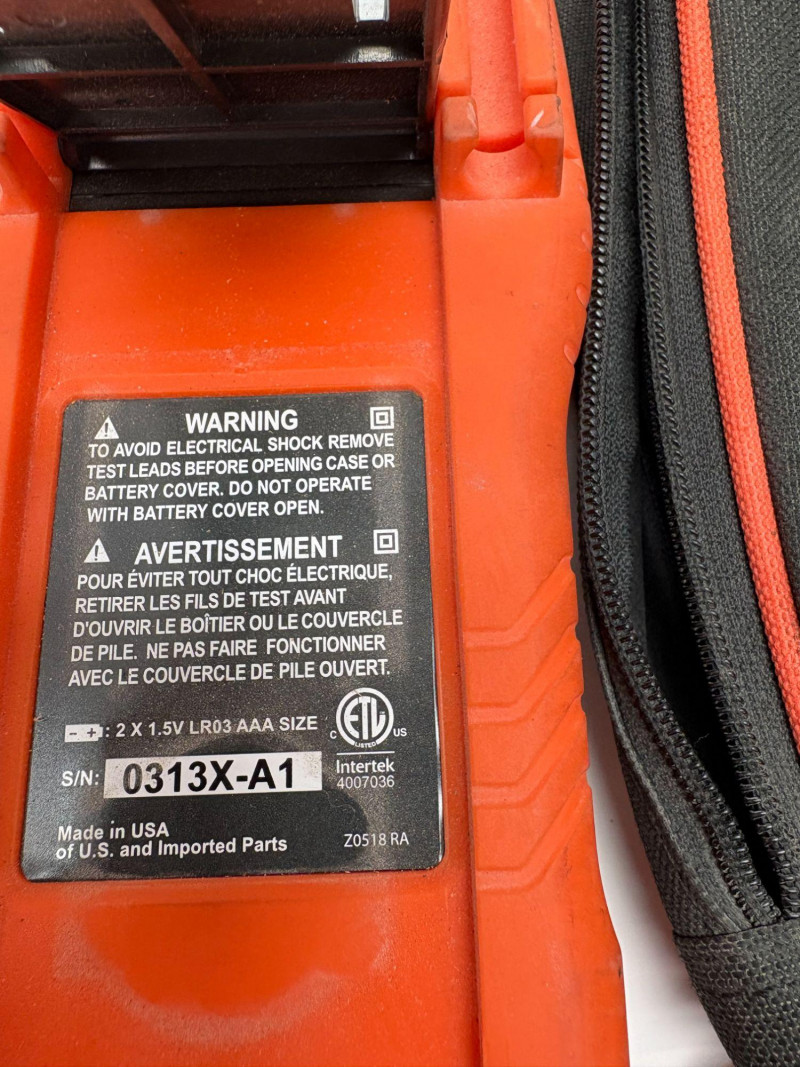 WARNING
TO AVOID ELECTRICAL SHOCK REMOVE
TEST LEADS BEFORE OPENING CASE OR
BATTERY COVER. DO NOT OPERATE
WITH BATTERY COVER OPEN.
AVERTISSEMENT
POUR ÉVITER TOUT CHOC ÉLECTRIQUE,
RETIRER LES FILS DE TEST AVANT
D'OUVRIR LE BOÎTIER OU LE COUVERCLE
DE PILE. NE PAS FAIRE FONCTIONNER
AVEC LE COUVERCLE DE PILE OUVERT.
- + : 2 X 1.5V LR03 AAA SIZE
C ETL US
LISTED
Intertek
4007036
S/N: 0313X-A1
Made in USA
of U.S. and Imported Parts
Z0518 RA